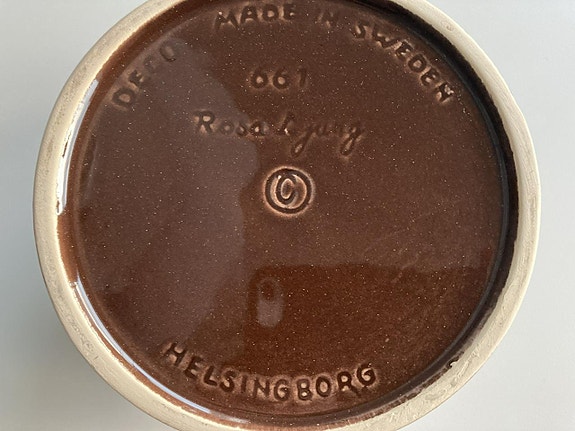 DECO MADE IN SWEDEN
661
Rosa Ljung
©
HELSINGBORG